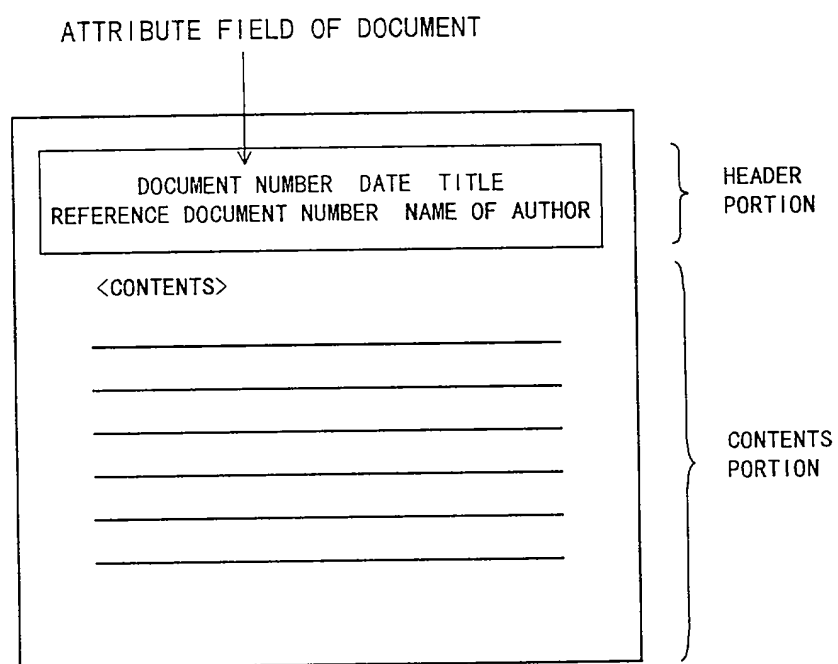 ATTRIBUTE FIELD OF DOCUMENT
DOCUMENT NUMBER DATE TITLE
REFERENCE DOCUMENT NUMBER NAME OF AUTHOR
HEADER
PORTION
<CONTENTS>
CONTENTS
PORTION